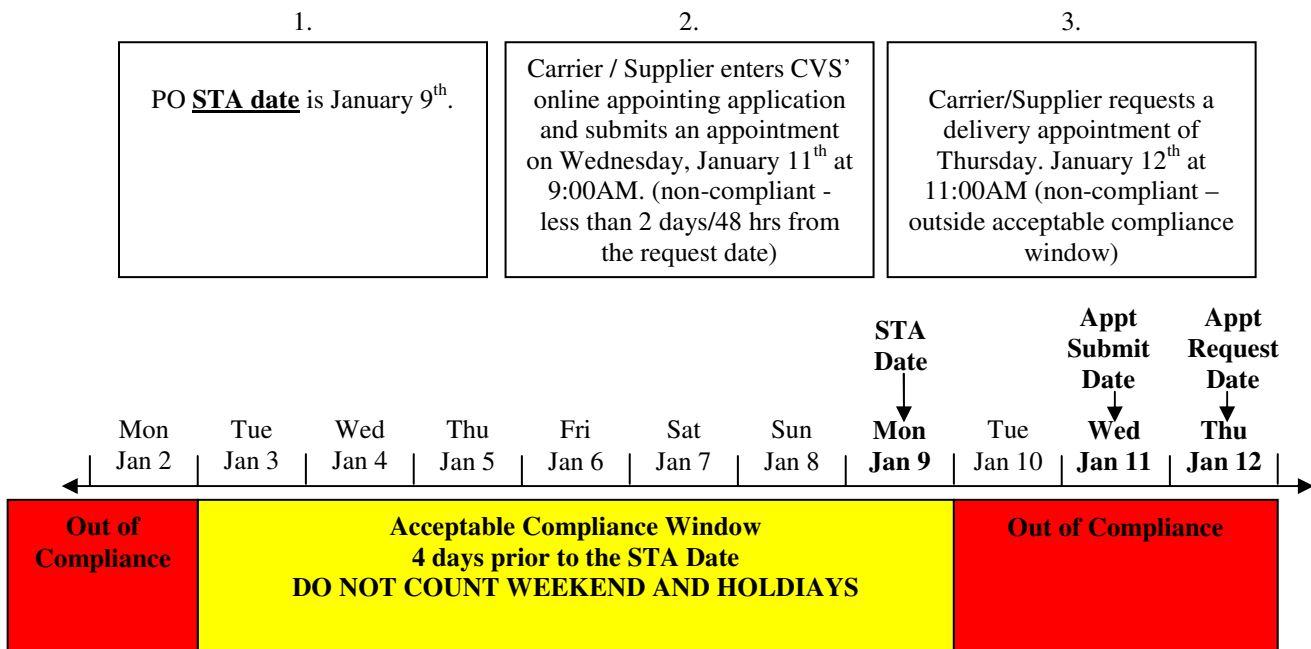 1.
PO STA date is January 9th.
2.
Carrier / Supplier enters CVS’
online appointing application
and submits an appointment
on Wednesday, January 11th at
9:00AM. (non-compliant -
less than 2 days/48 hrs from
the request date)
3.
Carrier/Supplier requests a
delivery appointment of
Thursday. January 12th at
11:00AM (non-compliant –
outside acceptable compliance
window)
STA
Date
Appt
Submit
Date
Appt
Request
Date
Mon
Jan 2
Tue
Jan 3
Wed
Jan 4
Thu
Jan 5
Fri
Jan 6
Sat
Jan 7
Sun
Jan 8
Mon
Jan 9
Tue
Jan 10
Wed
Jan 11
Thu
Jan 12
Out of
Compliance
Acceptable Compliance Window
4 days prior to the STA Date
DO NOT COUNT WEEKEND AND HOLDIAYS
Out of Compliance